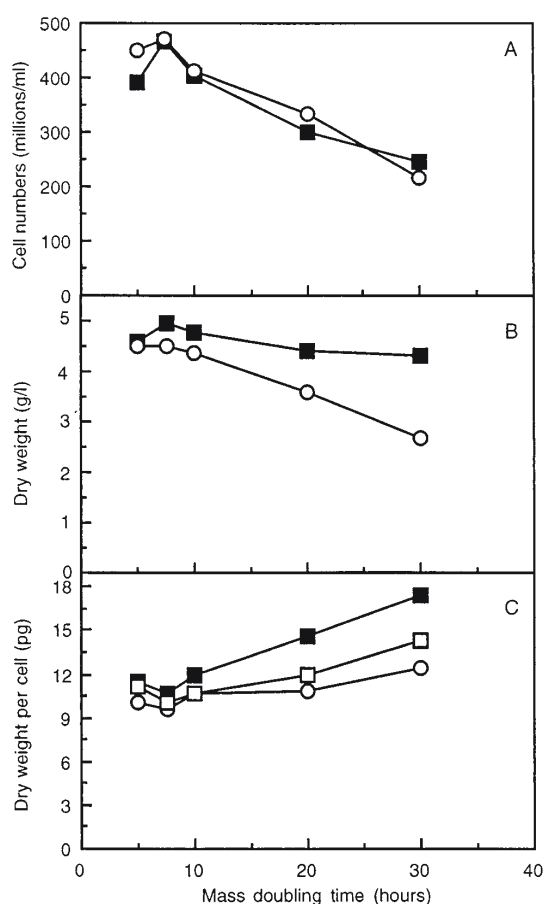 500
A
400
300
200
100
0
Cell numbers (millions/ml)
5
B
4
3
2
1
0
Dry weight (g/l)
18
C
15
12
9
6
3
0
Dry weight per cell (pg)
0 10 20 30 40
Mass doubling time (hours)